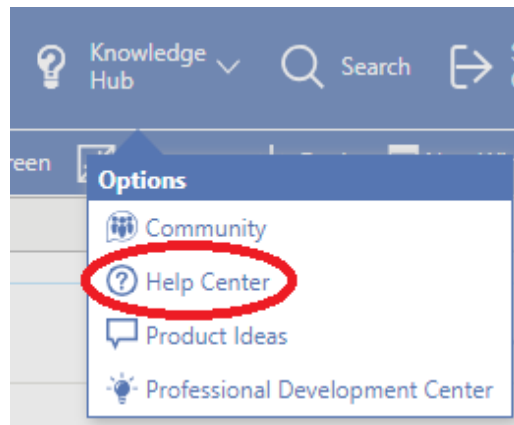 Knowledge
Hub
Search
reen
Options
Community
Help Center
Product Ideas
Professional Development Center